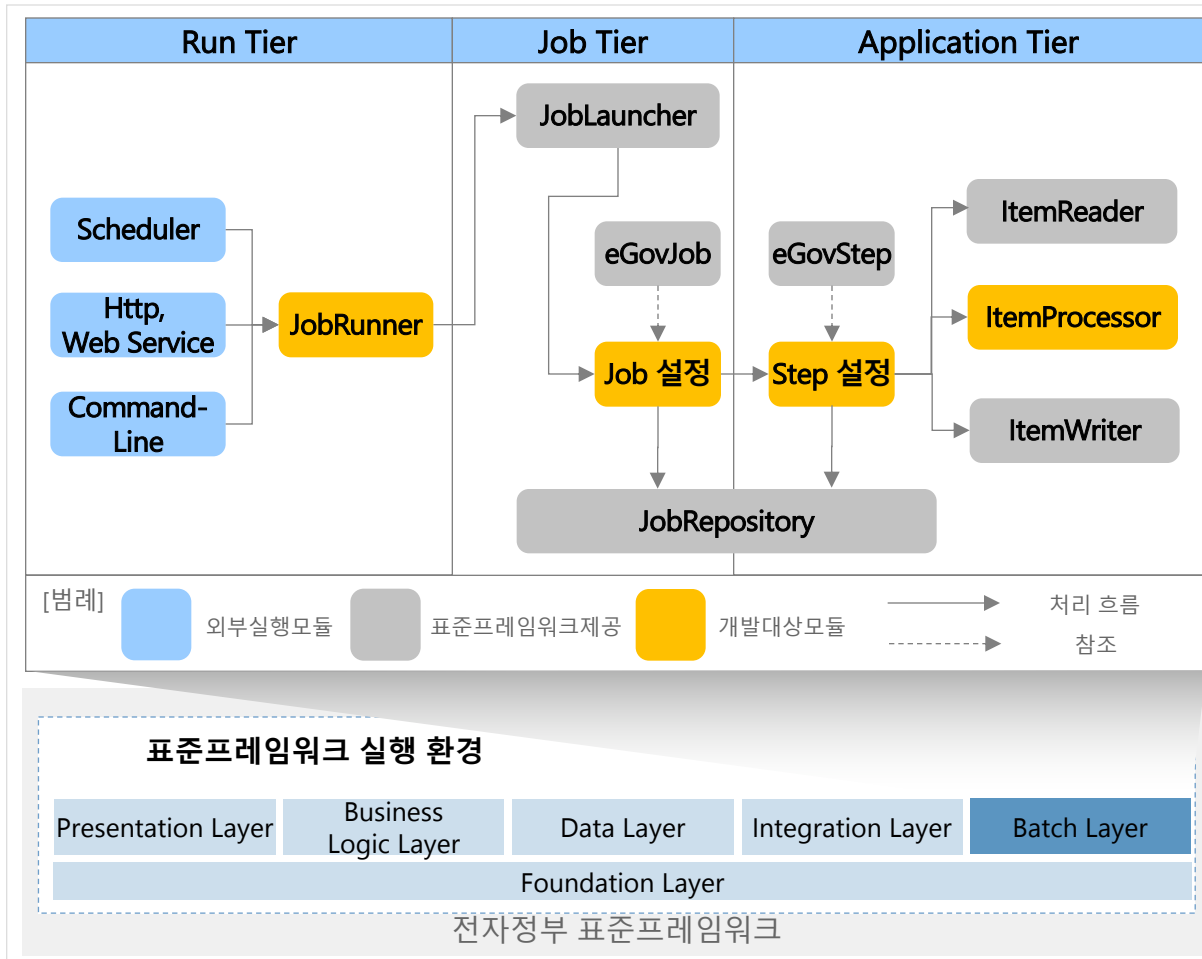 Run Tier
Job Tier
Application Tier
JobLauncher
Scheduler
Http,
Web Service
Command-
Line
JobRunner
eGovJob
eGovStep
Job 설정
Step 설정
ItemReader
ItemProcessor
ItemWriter
JobRepository
[범례]
외부실행모듈
표준프레임워크제공
개발대상모듈
처리 흐름
참조
표준프레임워크 실행 환경
Presentation Layer
Business
Logic Layer
Data Layer
Integration Layer
Batch Layer
Foundation Layer
전자정부 표준프레임워크